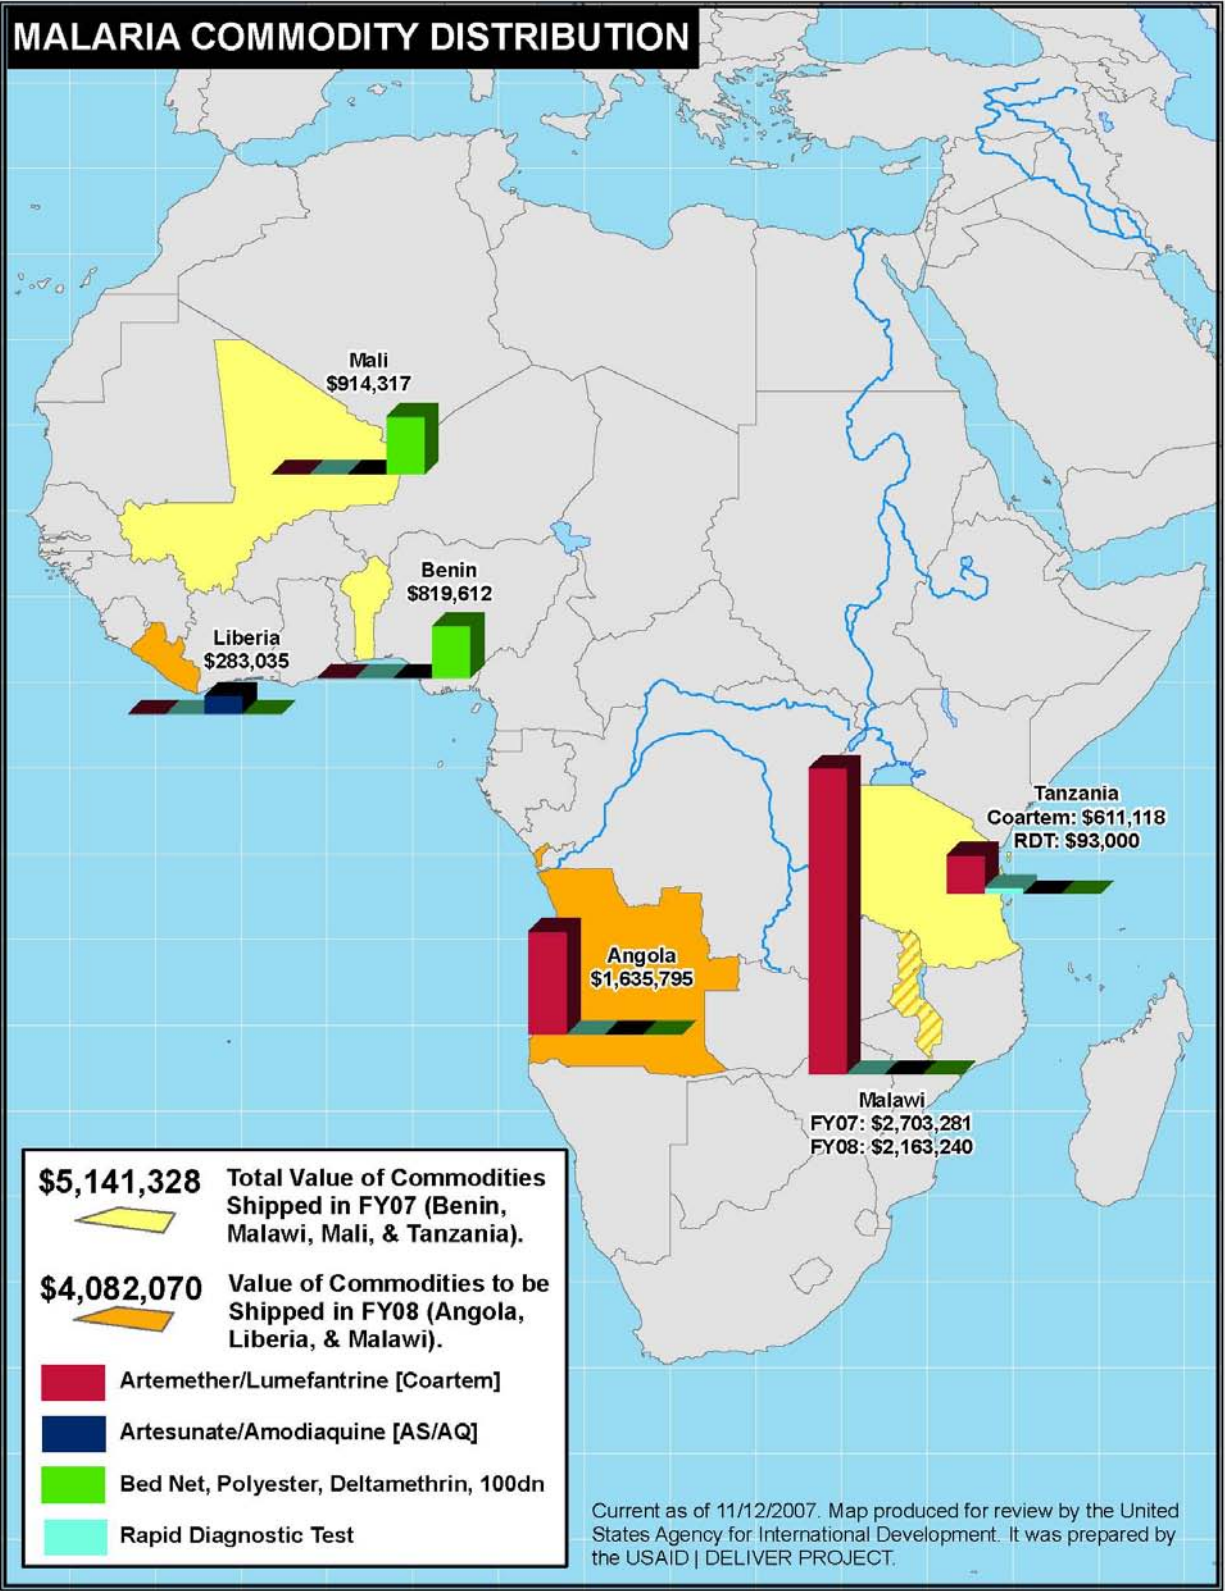 MALARIA COMMODITY DISTRIBUTION
Mali
$914,317
Benin
$819,612
Liberia
$283,035
Tanzania
Coartem: $611,118
RDT: $93,000
Angola
$1,635,795
Malawi
FY07: $2,703,281
FY08: $2,163,240
$5,141,328
Total Value of Commodities
Shipped in FY07 (Benin,
Malawi, Mali, & Tanzania).
$4,082,070
Value of Commodities to be
Shipped in FY08 (Angola,
Liberia, & Malawi).
Artemether/Lumefantrine [Coartem]
Artesunate/Amodiaquine [AS/AQ]
Bed Net, Polyester, Deltamethrin, 100dn
Rapid Diagnostic Test
Current as of 11/12/2007. Map produced for review by the United
States Agency for International Development. It was prepared by
the USAID | DELIVER PROJECT.